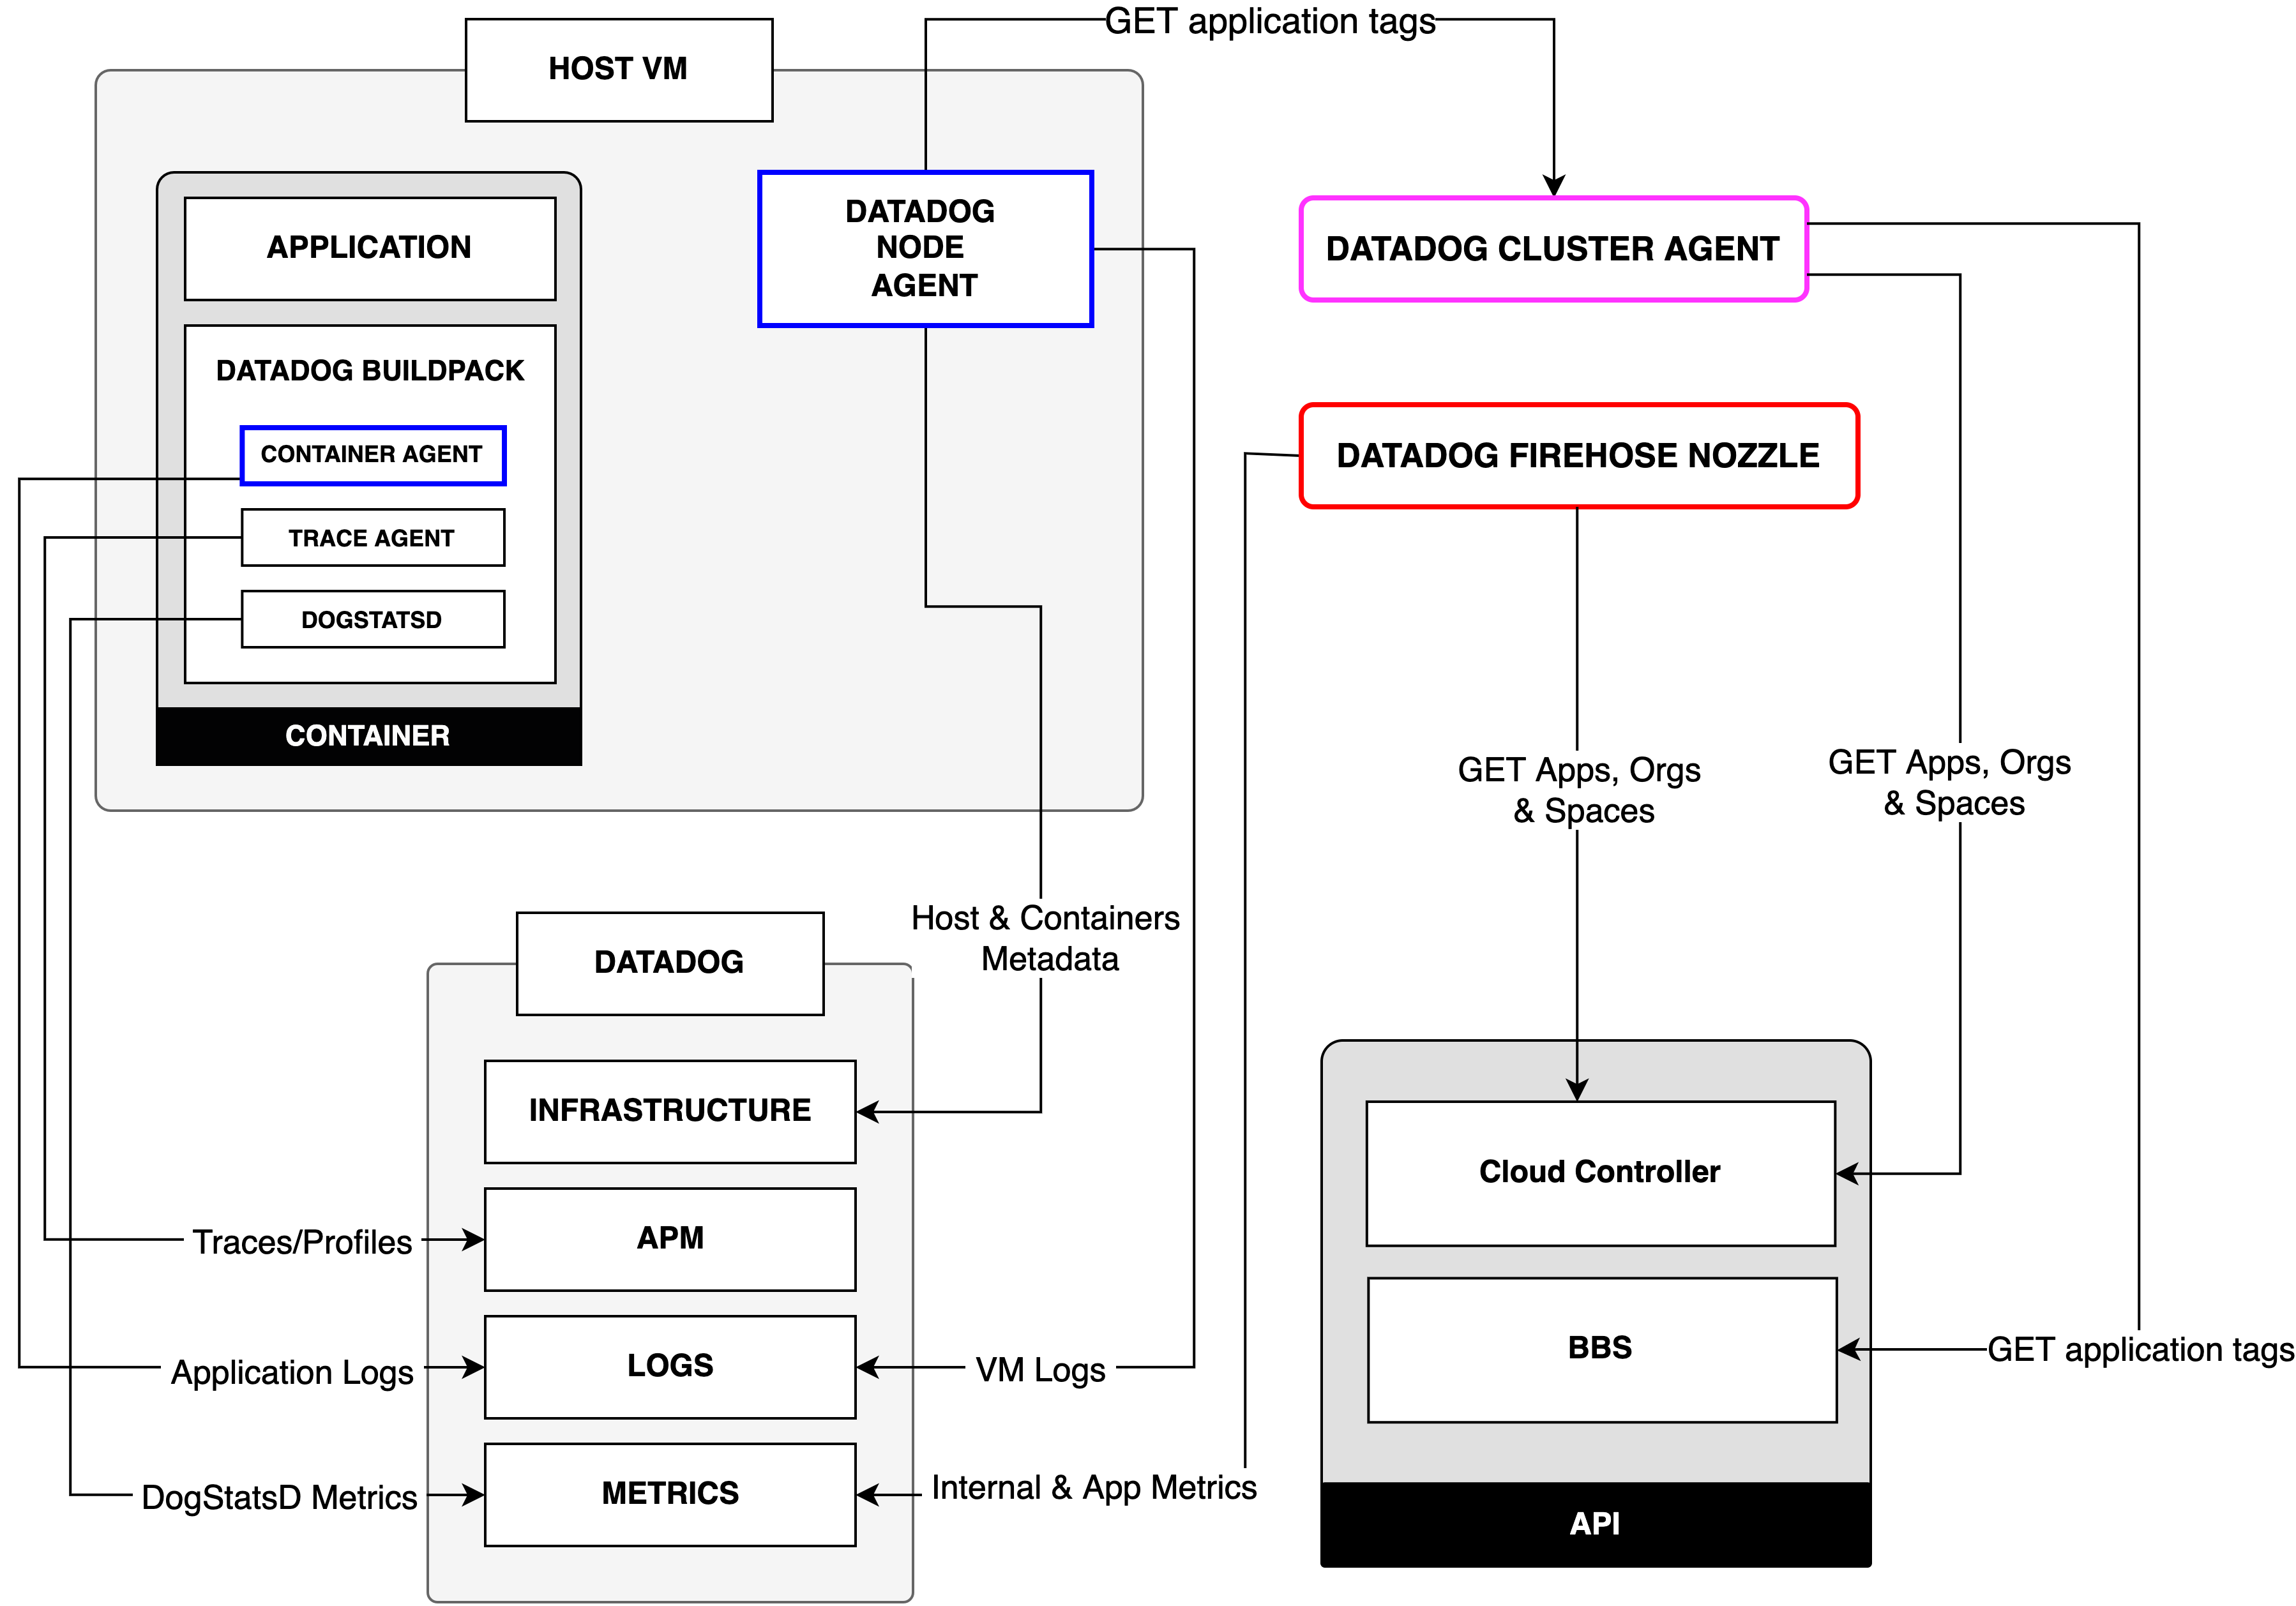 GET application tags
HOST VM
APPLICATION
DATADOG
NODE
AGENT
DATADOG CLUSTER AGENT
DATADOG BUILDPACK
CONTAINER AGENT
TRACE AGENT
DOGSTATSD
CONTAINER
DATADOG FIREHOSE NOZZLE
GET Apps, Orgs
& Spaces
GET Apps, Orgs
& Spaces
Host & Containers
Metadata
DATADOG
INFRASTRUCTURE
APM
LOGS
METRICS
Traces/Profiles
Application Logs
DogStatsD Metrics
VM Logs
Internal & App Metrics
Cloud Controller
BBS
API
GET application tags